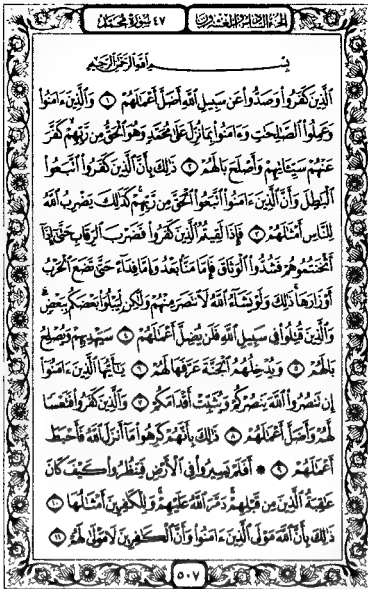 الجزء السادس والعشرون ٤٧ سورة محمد
بِسْمِ اللَّهِ الرَّحْمَٰنِ الرَّحِيمِ
الَّذِينَ كَفَرُوا وَصَدُّوا عَن سَبِيلِ اللَّهِ أَضَلَّ أَعْمَالَهُمْ ۝١ وَالَّذِينَ ءَامَنُوا
وَعَمِلُوا الصَّالِحَاتِ وَءَامَنُوا بِمَا نُزِّلَ عَلَىٰ مُحَمَّدٍ وَهُوَ الْحَقُّ مِن رَّبِّهِمْ كَفَّرَ
عَنْهُمْ سَيِّئَاتِهِمْ وَأَصْلَحَ بَالَهُمْ ۝٢ ذَٰلِكَ بِأَنَّ الَّذِينَ كَفَرُوا اتَّبَعُوا
الْبَاطِلَ وَأَنَّ الَّذِينَ ءَامَنُوا اتَّبَعُوا الْحَقَّ مِن رَّبِّهِمْ كَذَٰلِكَ يَضْرِبُ اللَّهُ
لِلنَّاسِ أَمْثَالَهُمْ ۝٣ فَإِذَا لَقِيتُمُ الَّذِينَ كَفَرُوا فَضَرْبَ الرِّقَابِ حَتَّىٰ إِذَا
أَثْخَنتُمُوهُمْ فَشُدُّوا الْوَثَاقَ فَإِمَّا مَنًّا بَعْدُ وَإِمَّا فِدَاءً حَتَّىٰ تَضَعَ الْحَرْبُ
أَوْزَارَهَا ذَٰلِكَ وَلَوْ يَشَاءُ اللَّهُ لَانتَصَرَ مِنْهُمْ وَلَٰكِن لِّيَبْلُوَا بَعْضَكُم بِبَعْضٍ
وَالَّذِينَ قُتِلُوا فِي سَبِيلِ اللَّهِ فَلَن يُضِلَّ أَعْمَالَهُمْ ۝٤ سَيَهْدِيهِمْ وَيُصْلِحُ
بَالَهُمْ ۝٥ وَيُدْخِلُهُمُ الْجَنَّةَ عَرَّفَهَا لَهُمْ ۝٦ يَا أَيُّهَا الَّذِينَ ءَامَنُوا
إِن تَنصُرُوا اللَّهَ يَنصُرْكُمْ وَيُثَبِّتْ أَقْدَامَكُمْ ۝٧ وَالَّذِينَ كَفَرُوا فَتَعْسًا
لَّهُمْ وَأَضَلَّ أَعْمَالَهُمْ ۝٨ ذَٰلِكَ بِأَنَّهُمْ كَرِهُوا مَا أَنزَلَ اللَّهُ فَأَحْبَطَ
أَعْمَالَهُمْ ۝٩ ۞ أَفَلَمْ يَسِيرُوا فِي الْأَرْضِ فَيَنظُرُوا كَيْفَ كَانَ
عَاقِبَةُ الَّذِينَ مِن قَبْلِهِمْ دَمَّرَ اللَّهُ عَلَيْهِمْ وَلِلْكَافِرِينَ أَمْثَالُهَا ۝١٠
ذَٰلِكَ بِأَنَّ اللَّهَ مَوْلَى الَّذِينَ ءَامَنُوا وَأَنَّ الْكَافِرِينَ لَا مَوْلَىٰ لَهُمْ ۝١١
٥٠٧